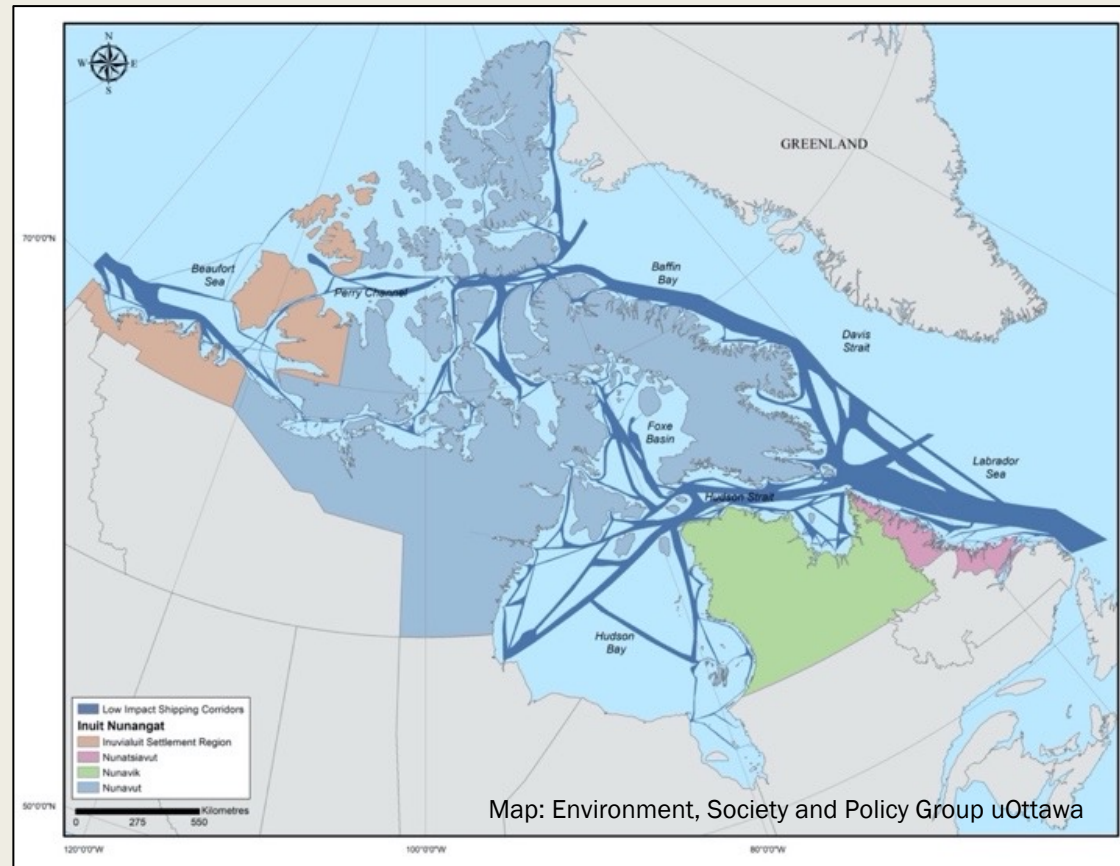 N
W
E
S
GREENLAND
70°0'0"N
Beaufort
Sea
Perry Channel
Baffin
Bay
Davis
Strait
Foxe
Basin
Labrador
Sea
Hudson Strait
Hudson
Bay
Low Impact Shipping Corridors
Inuit Nunangat
Inuvialuit Settlement Region
Nunatsiavut
Nunavik
Nunavut
Kilometres
0 275 550
Map: Environment, Society and Policy Group uOttawa
50°0'0"N
120°0'0"W
100°0'0"W
80°0'0"W